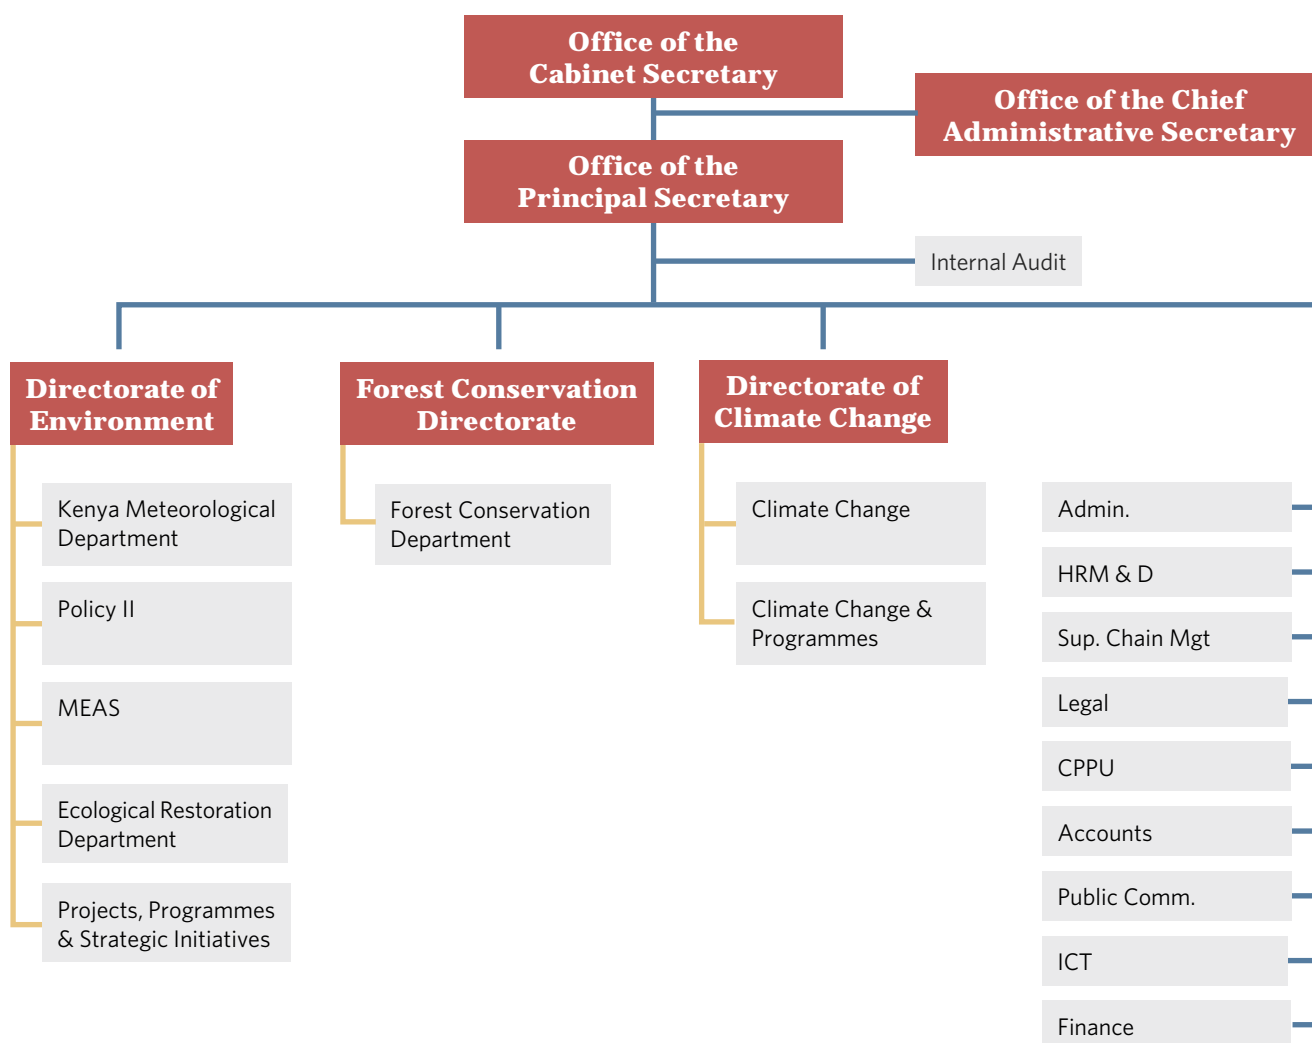 Office of the
Cabinet Secretary
Office of the Chief
Administrative Secretary
Office of the
Principal Secretary
Internal Audit
Directorate of
Environment
Kenya Meteorological
Department
Policy II
MEAS
Ecological Restoration
Department
Projects, Programmes
& Strategic Initiatives
Forest Conservation
Directorate
Forest Conservation
Department
Directorate of
Climate Change
Climate Change
Climate Change &
Programmes
Admin.
HRM & D
Sup. Chain Mgt
Legal
CPPU
Accounts
Public Comm.
ICT
Finance